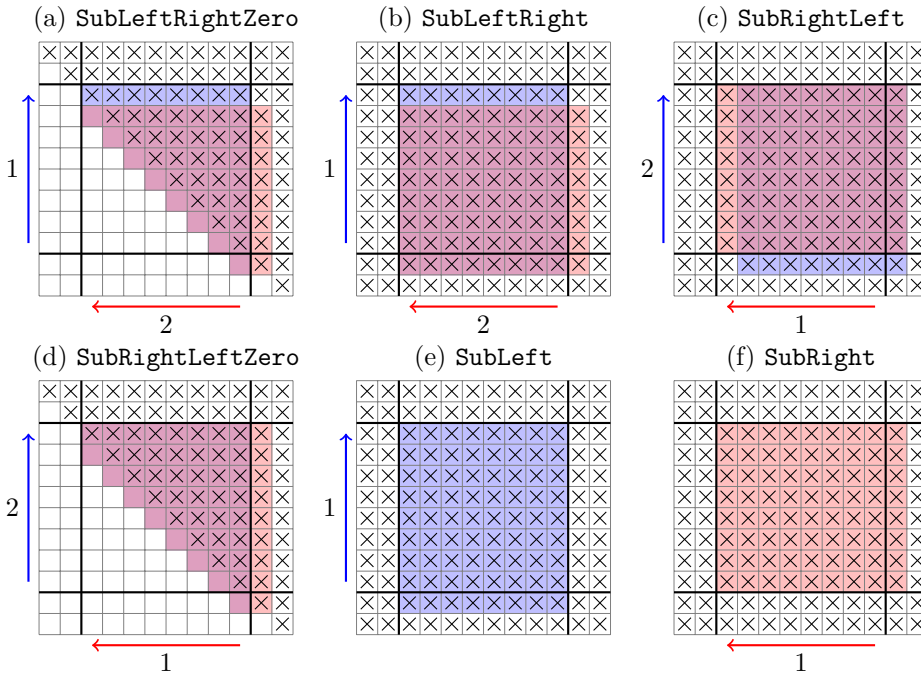 (a) SubLeftRightZero
(b) SubLeftRight
(c) SubRightLeft
1
2
1
2
2
1
(d) SubRightLeftZero
(e) SubLeft
(f) SubRight
2
1
1
1